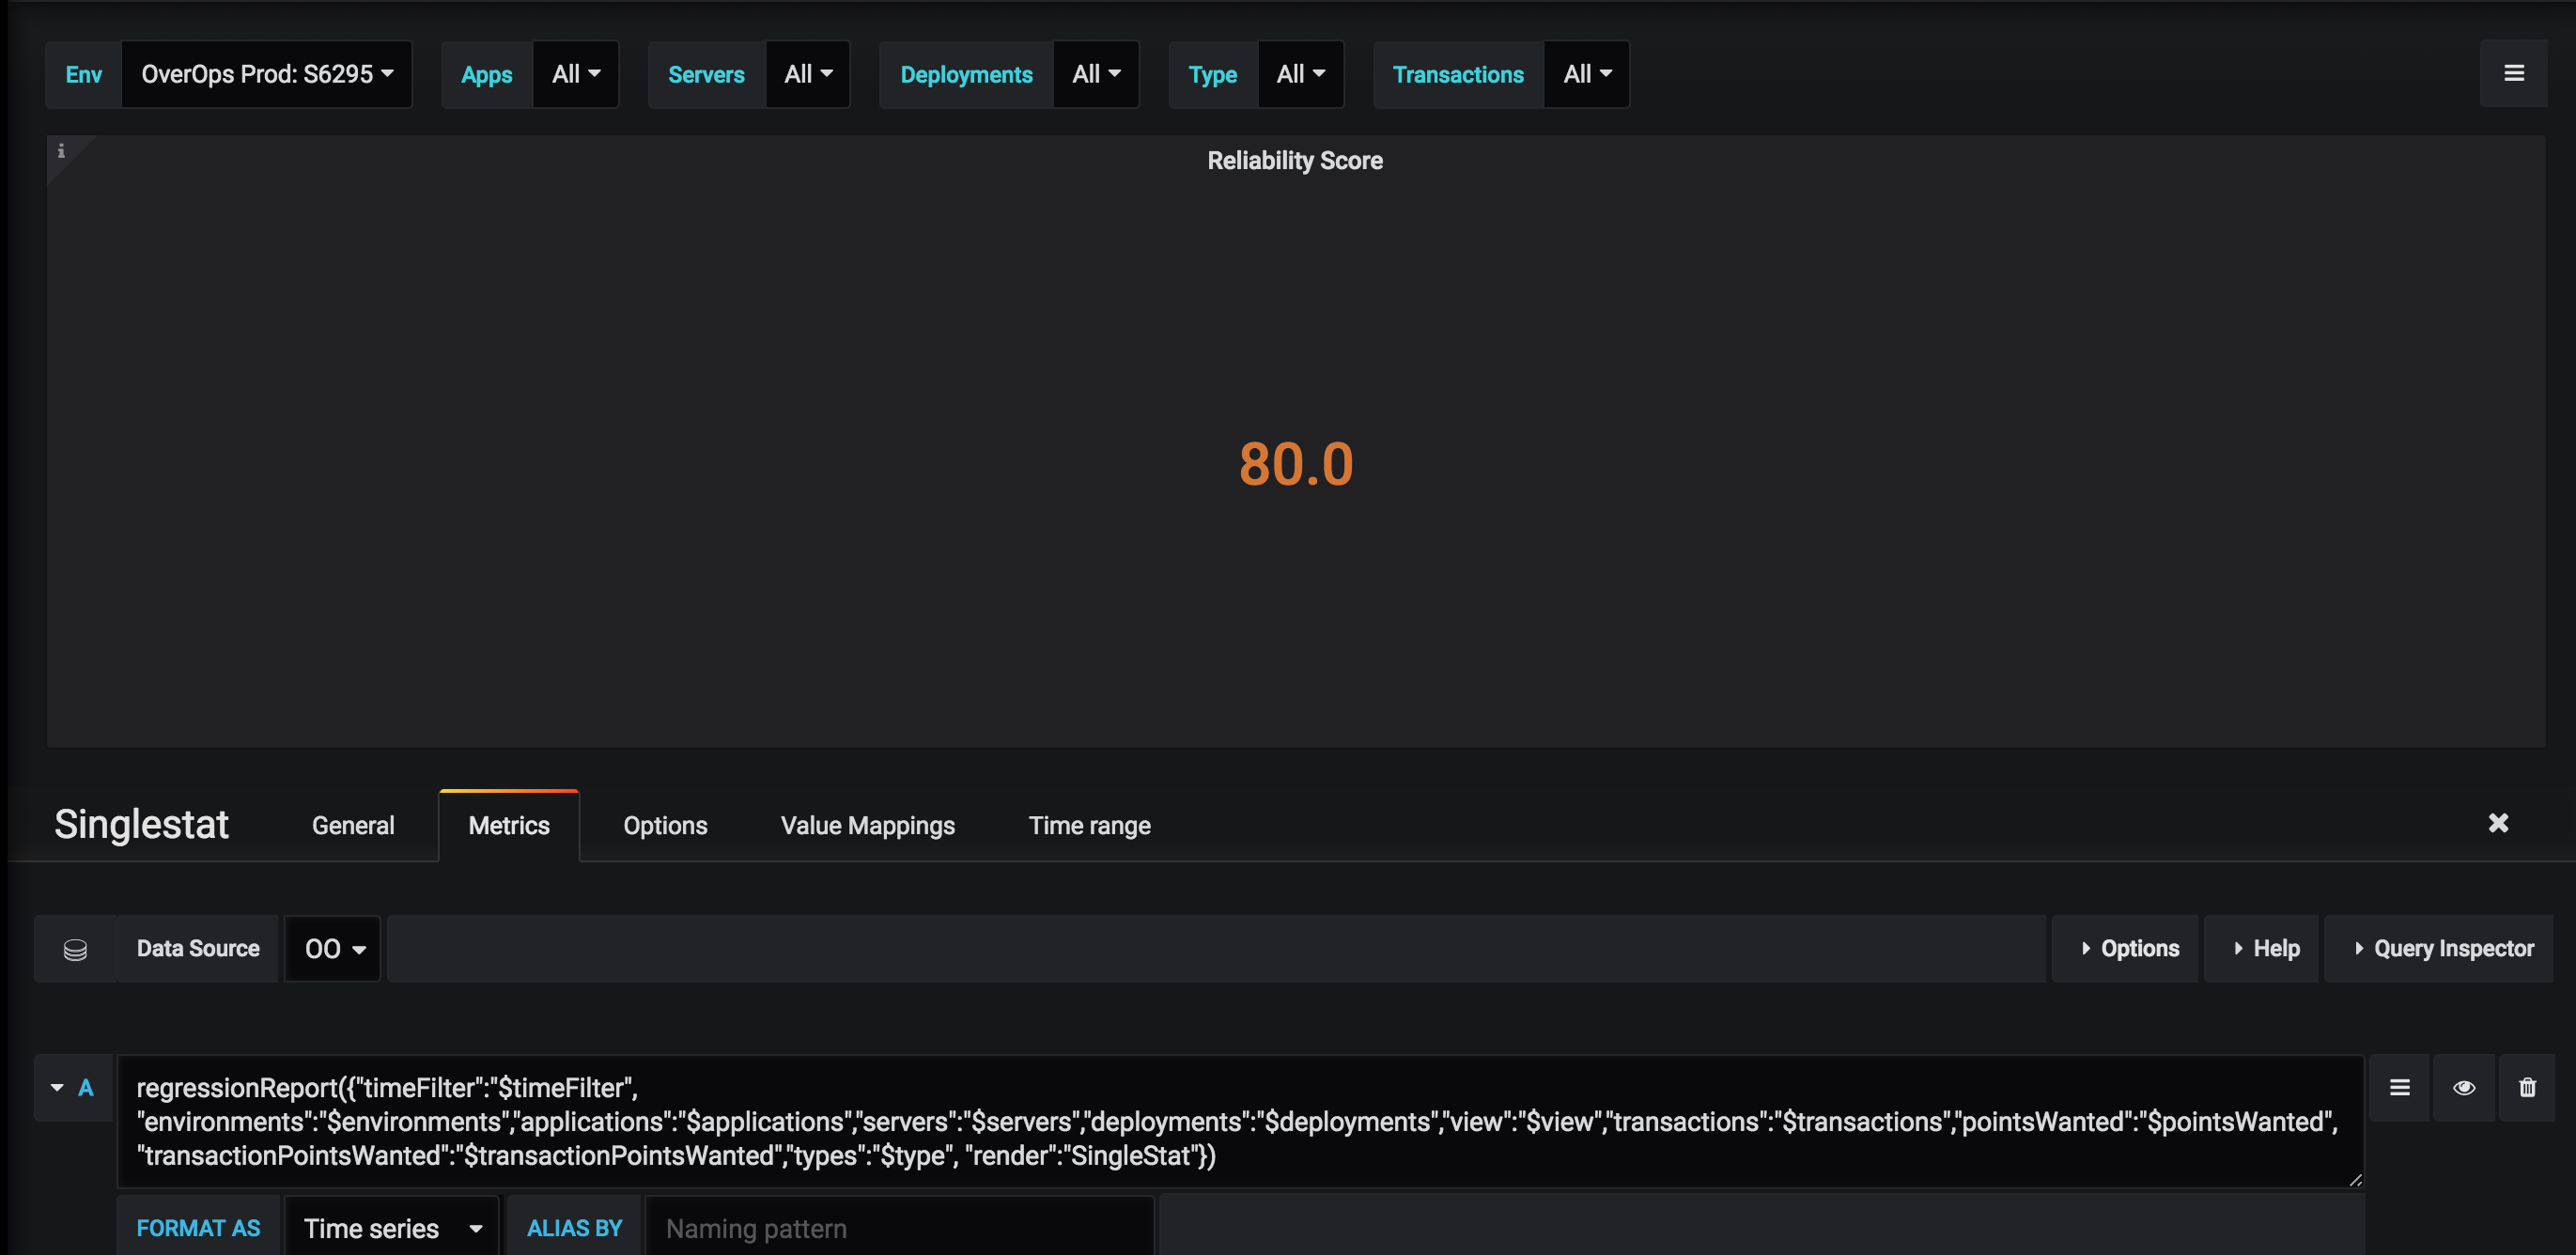 Env OverOps Prod: S6295 Apps All Servers All Deployments All Type All Transactions All
i
Reliability Score
80.0
Singlestat General Metrics Options Value Mappings Time range
Data Source OO Options Help Query Inspector
A regressionReport({"timeFilter":"$timeFilter",
"environments":"$environments","applications":"$applications","servers":"$servers","deployments":"$deployments","view":"$view","transactions":"$transactions","pointsWanted":"$pointsWanted",
"transactionPointsWanted":"$transactionPointsWanted","types":"$type", "render":"SingleStat"})
FORMAT AS Time series ALIAS BY Naming pattern